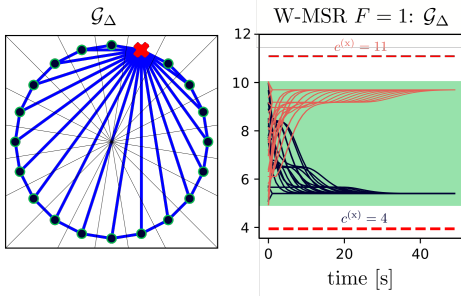 𝒢_Δ
W-MSR F = 1: 𝒢_Δ
12
10
8
6
4
c^(x) = 11
c^(x) = 4
0
20
40
time [s]